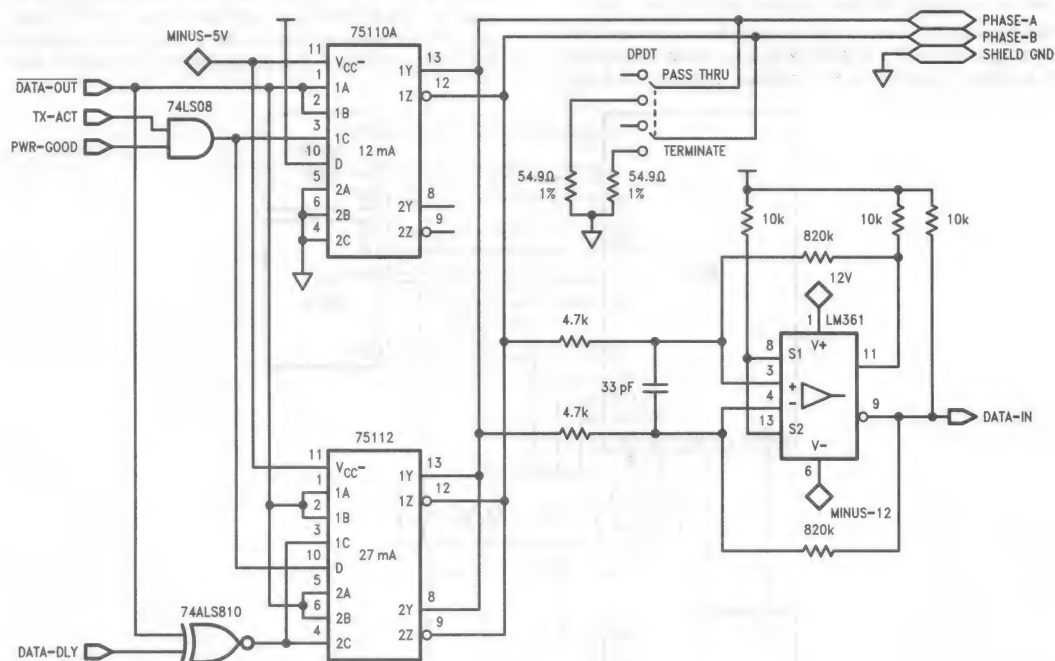 MINUS-5V
DATA-OUT
TX-ACT
PWR-GOOD
74LS08
75110A
11
VCC-
1
1A
2
1B
3
1C
10
D
12 mA
5
2A
6
2B
4
2C
13
1Y
12
1Z
8
2Y
9
2Z
PHASE-A
PHASE-B
SHIELD GND
DPDT
PASS THRU
TERMINATE
54.9Ω
1%
54.9Ω
1%
10k
10k
10k
820k
12V
1
LM361
V+
8
S1
3
+
4
-
13
S2
V-
6
11
9
MINUS-12
DATA-IN
820k
4.7k
33 pF
4.7k
75112
11
VCC-
1
1A
2
1B
3
1C
10
D
27 mA
5
2A
6
2B
4
2C
13
1Y
12
1Z
8
2Y
9
2Z
74ALS810
DATA-DLY